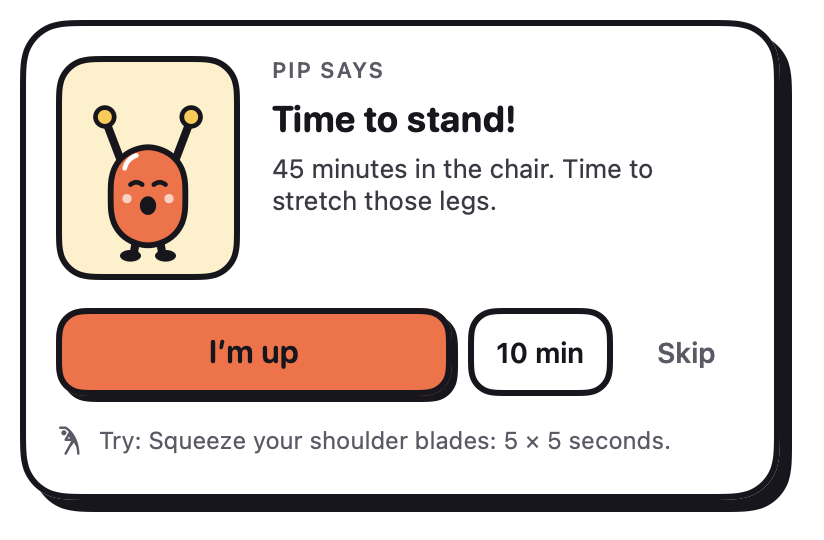 PIP SAYS
Time to stand!
45 minutes in the chair. Time to
stretch those legs.
I'm up
10 min
Skip
Try: Squeeze your shoulder blades: 5 × 5 seconds.